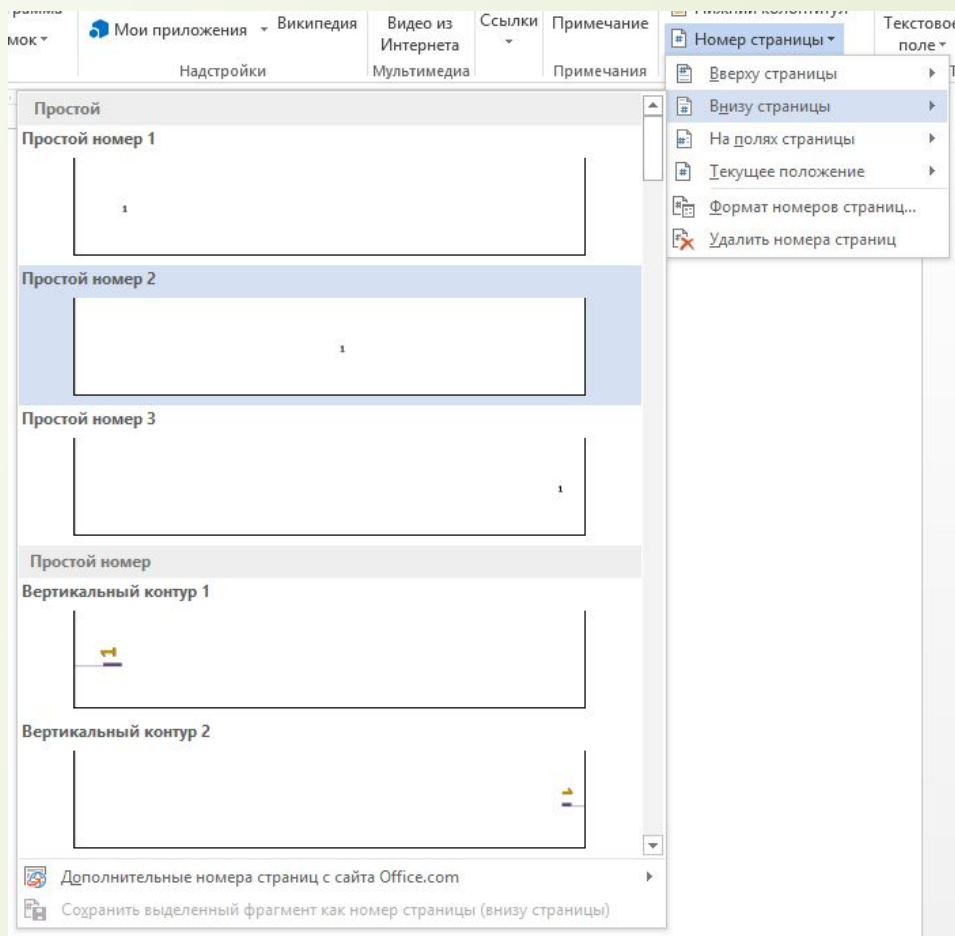 мок
Мои приложения
Википедия
Видео из
Интернета
Ссылки
Примечание
Номер страницы
Текстовое
поле
Надстройки
Мультимедиа
Примечания
Вверху страницы
Внизу страницы
На полях страницы
Текущее положение
Формат номеров страниц...
Удалить номера страниц
Простой
Простой номер 1
1
Простой номер 2
1
Простой номер 3
1
Простой номер
Вертикальный контур 1
1
Вертикальный контур 2
1
Дополнительные номера страниц с сайта Office.com
Сохранить выделенный фрагмент как номер страницы (внизу страницы)